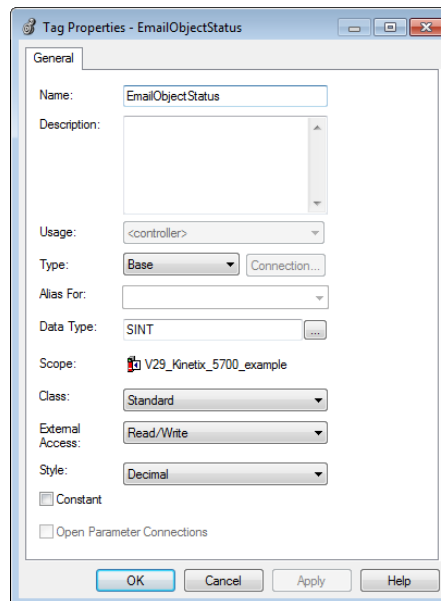 Tag Properties - EmailObjectStatus
General
Name: EmailObjectStatus
Description:
Usage: <controller>
Type: Base Connection...
Alias For:
Data Type: SINT ...
Scope: V29_Kinetix_5700_example
Class: Standard
External Access: Read/Write
Style: Decimal
Constant
Open Parameter Connections
OK Cancel Apply Help